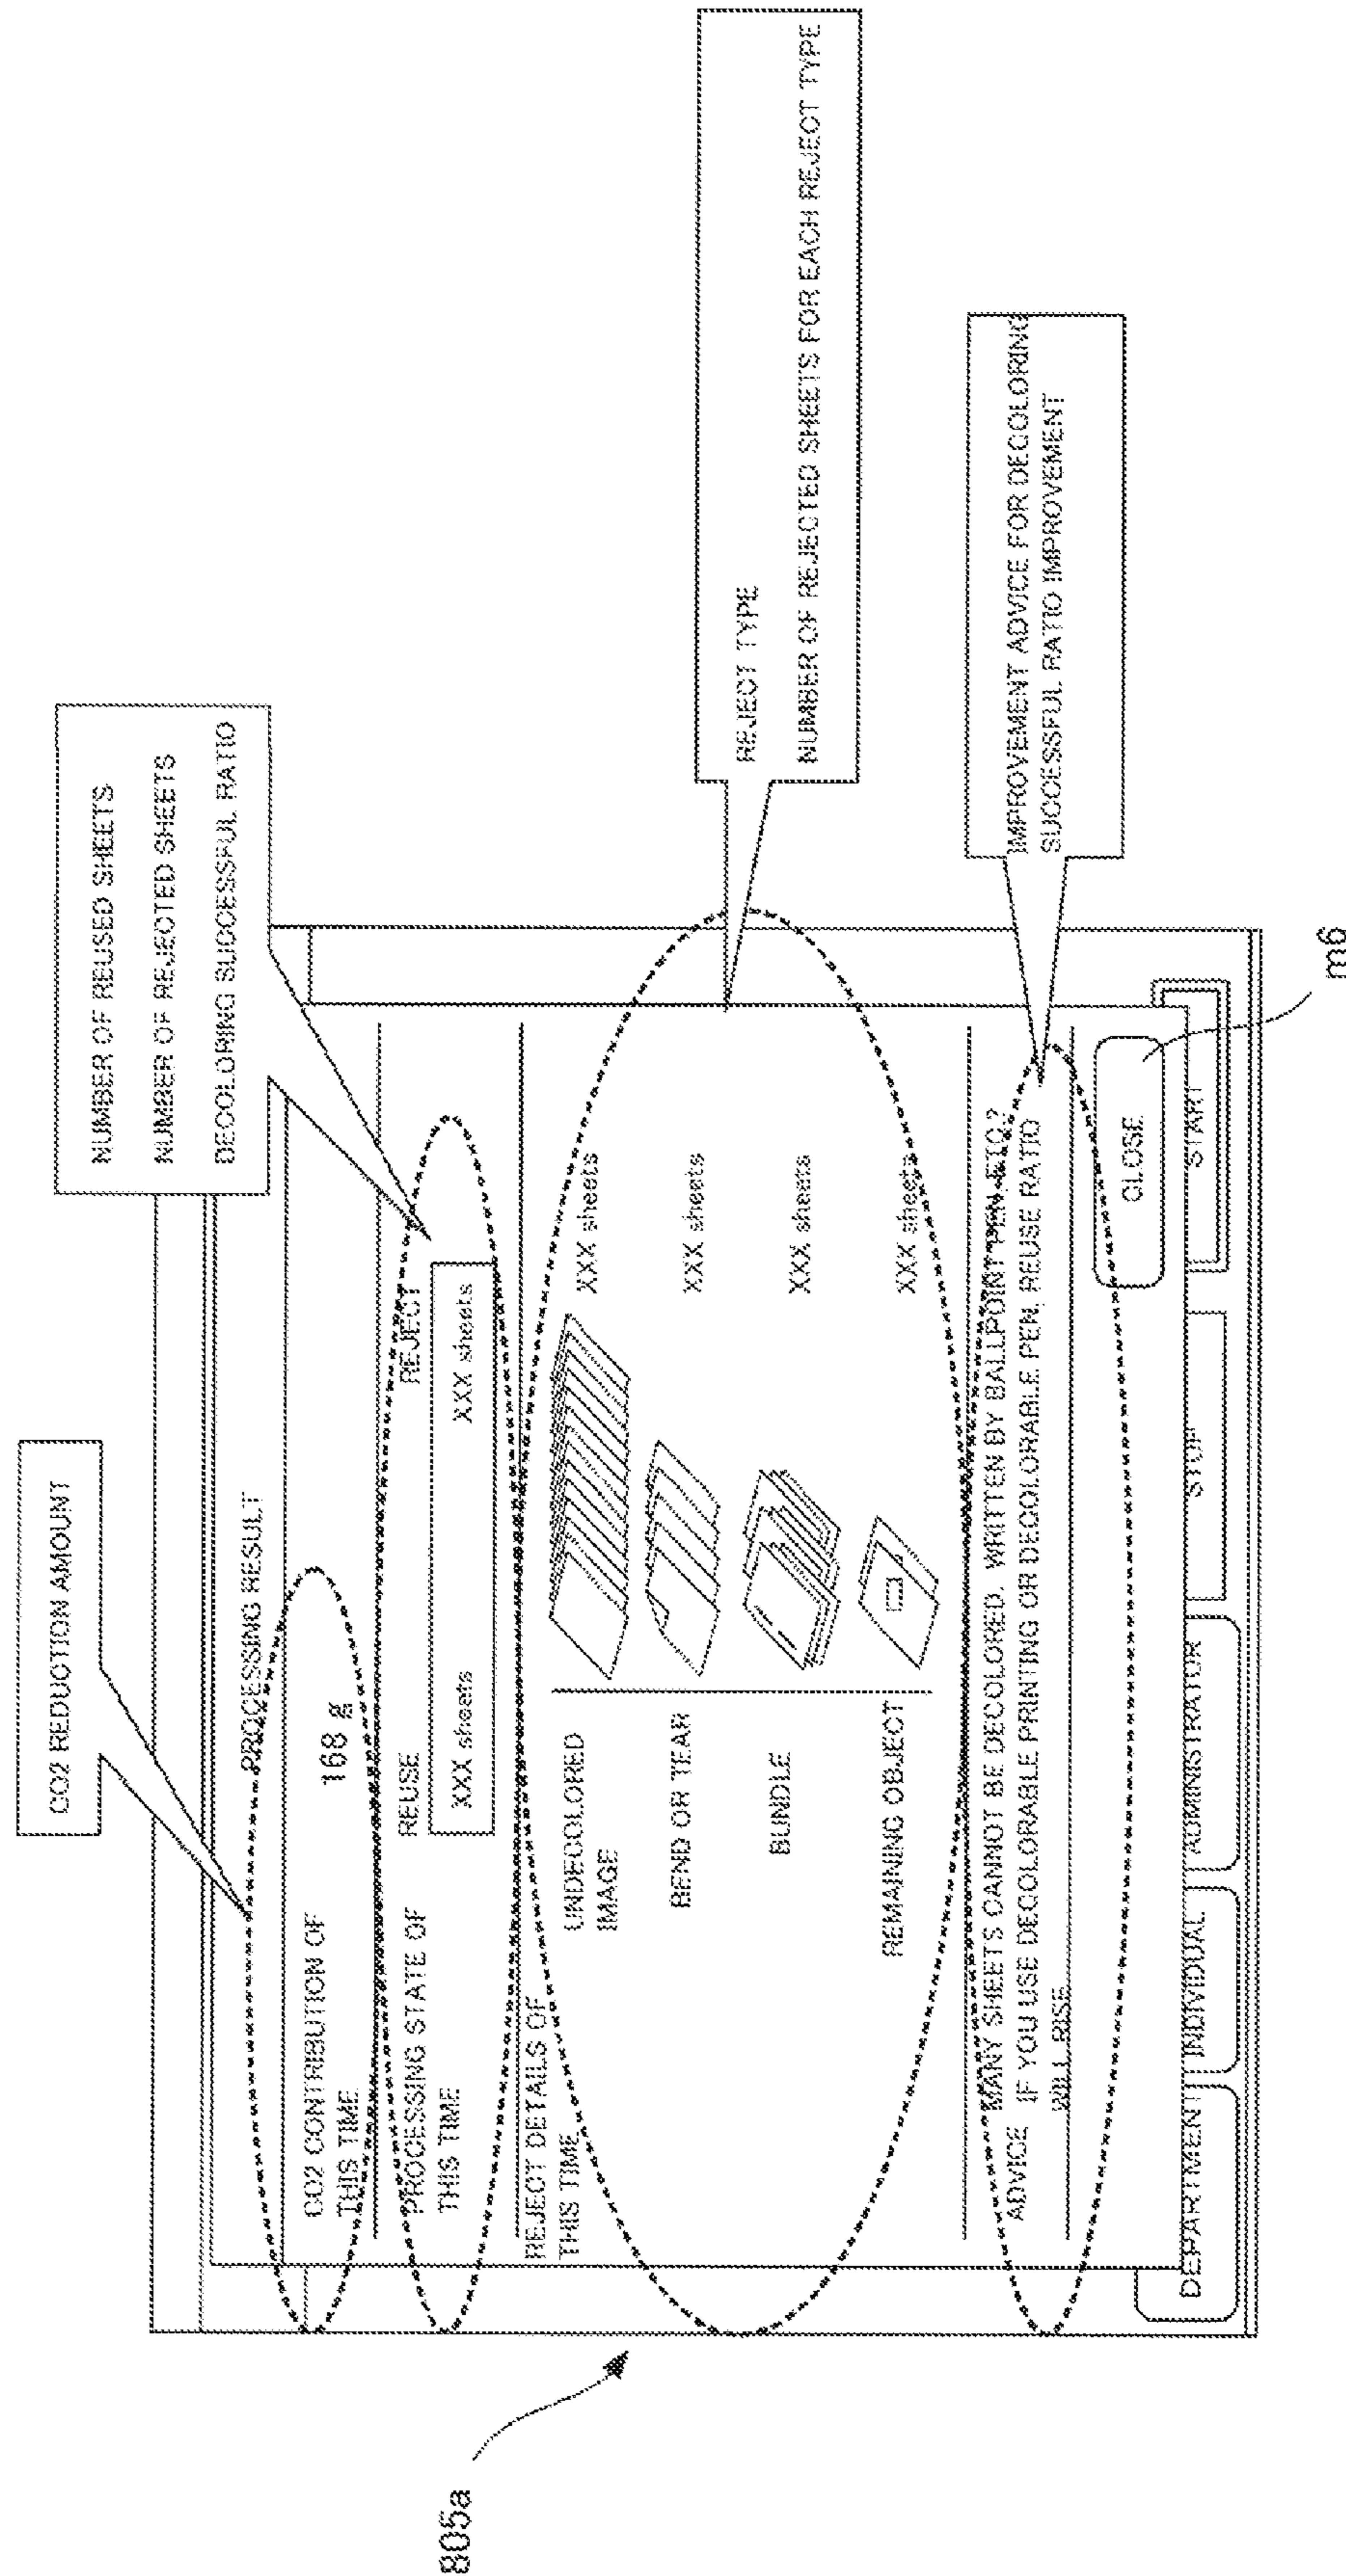 805a
CO2 REDUCTION AMOUNT
NUMBER OF REUSED SHEETS
NUMBER OF REJECTED SHEETS
DECOLORING SUCCESSFUL RATIO
PROCESSING RESULT
CO2 CONTRIBUTION OF
THIS TIME
168 g
PROCESSING STATE OF
THIS TIME
REUSE
REJECT
XXX sheets
XXX sheets
REJECT DETAILS OF
THIS TIME
UNDECOLORED
IMAGE
XXX sheets
BEND OR TEAR
XXX sheets
BUNDLE
XXX sheets
REMAINING OBJECT
XXX sheets
REJECT TYPE
NUMBER OF REJECTED SHEETS FOR EACH REJECT TYPE
ADVICE
MANY SHEETS CANNOT BE DECOLORED. WRITTEN BY BALLPOINT PEN, ETC?
IF YOU USE DECOLORABLE PRINTING OR DECOLORABLE PEN, REUSE RATIO
WILL RISE
IMPROVEMENT ADVICE FOR DECOLORING
SUCCESSFUL RATIO IMPROVEMENT
CLOSE
m6
DEPARTMENT
INDIVIDUAL
ADMINISTRATOR
STOP
START